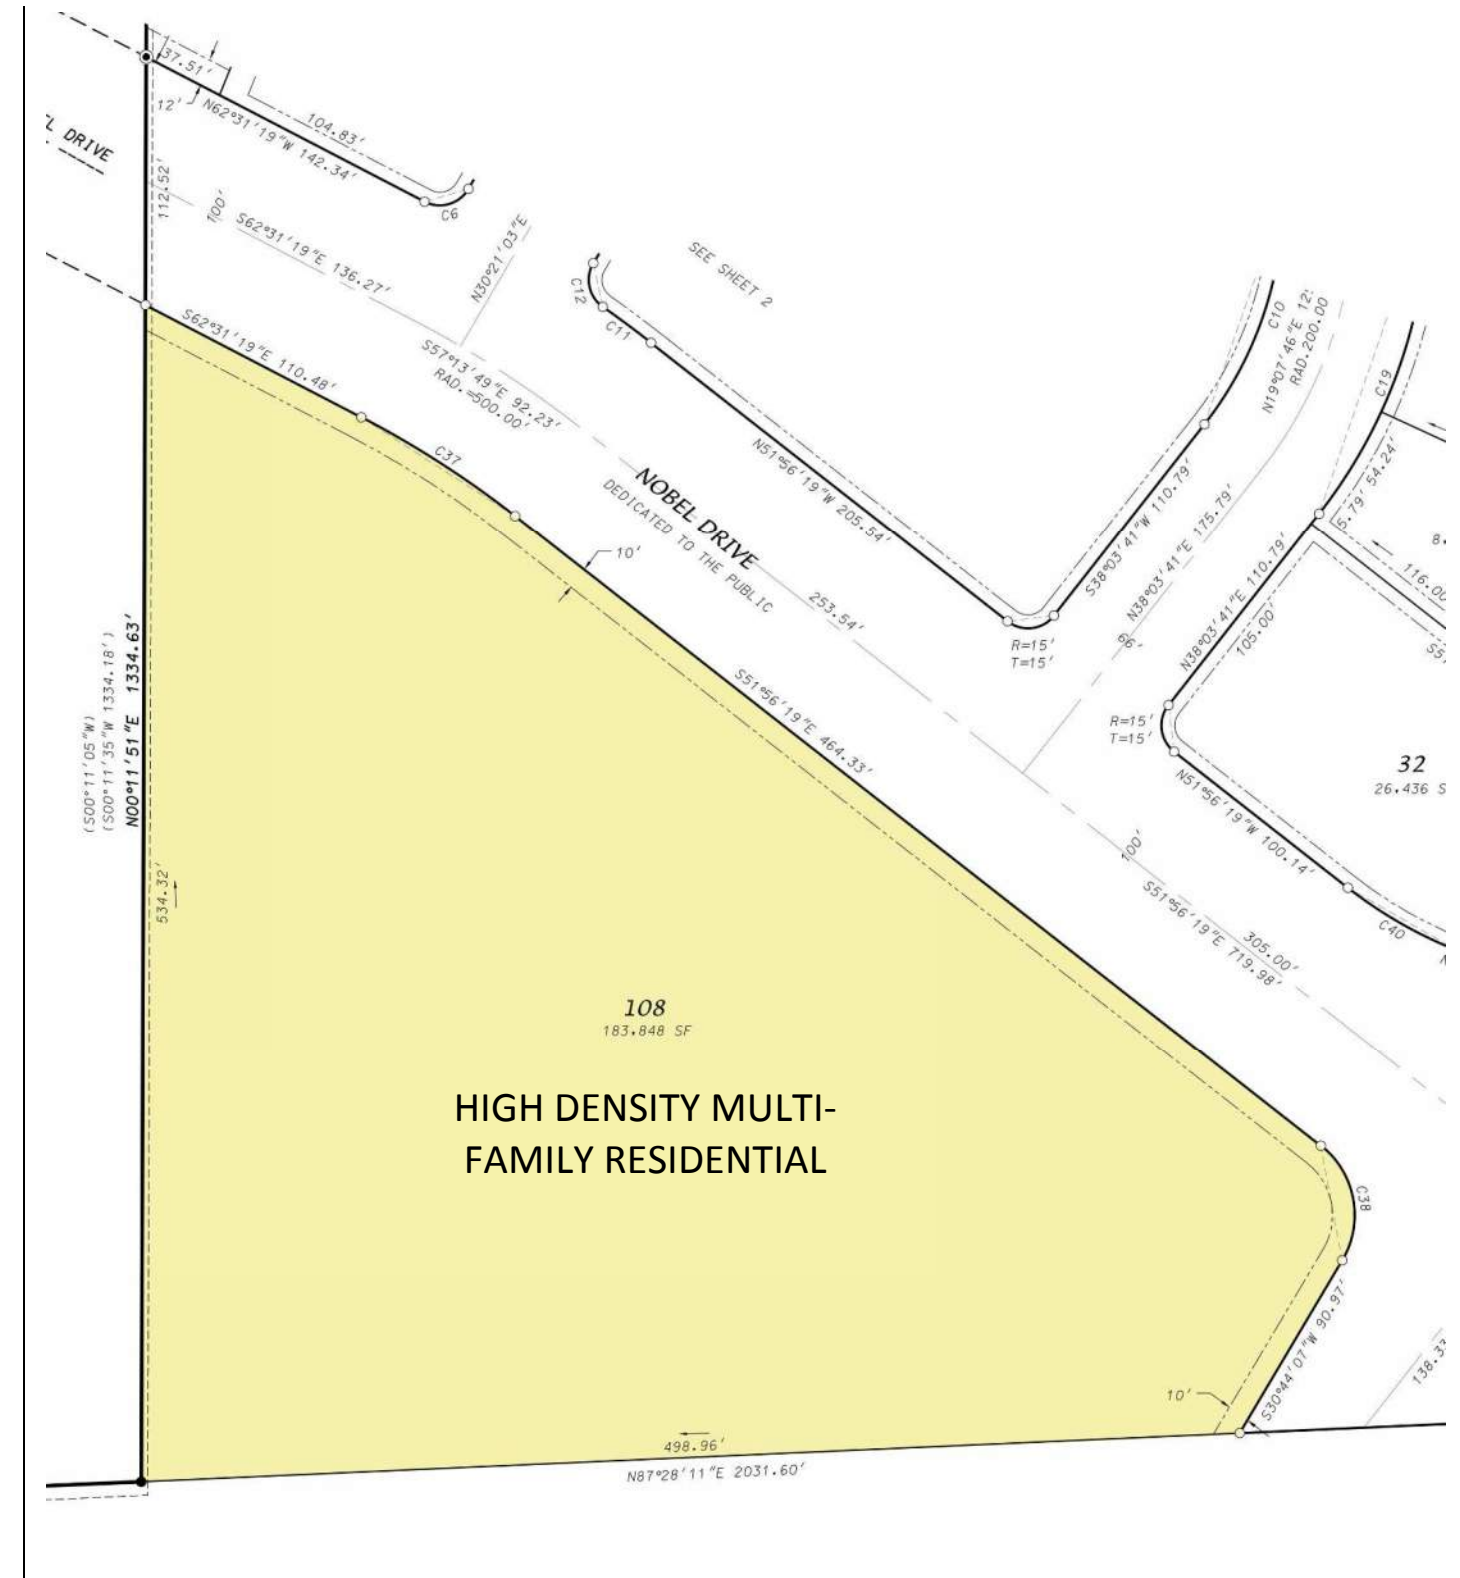 37.51'
12'
N62°31'19"W 142.34'
104.83'
C6
DRIVE
112.52'
100'
S62°31'19"E 136.27'
N30°21'03"E
SEE SHEET 2
C12
C11
C10
N19°07'46"E
RAD.200.00
C19
S62°31'19"E 110.48'
S57°13'49"E 92.23'
RAD.=500.00'
C37
NOBEL DRIVE
DEDICATED TO THE PUBLIC
N51°56'19"W 205.54'
S38°03'41"W 110.79'
N38°03'41"E 175.79'
5.79' 54.24'
10'
253.54'
R=15'
T=15'
66'
N38°03'41"E 110.79'
105.00'
116.00
(S00°11'05"W)
(S00°11'35"W 1334.18')
N00°11'51"E 1334.63'
S51°56'19"E 464.33'
R=15'
T=15'
32
26,436 S
N51°56'19"W 100.14'
100'
534.32'
S51°56'19"E 719.98'
305.00'
C40
108
183,848 SF
HIGH DENSITY MULTI-
FAMILY RESIDENTIAL
C38
S30°44'07"W 90.97'
138.33
10'
498.96'
N87°28'11"E 2031.60'